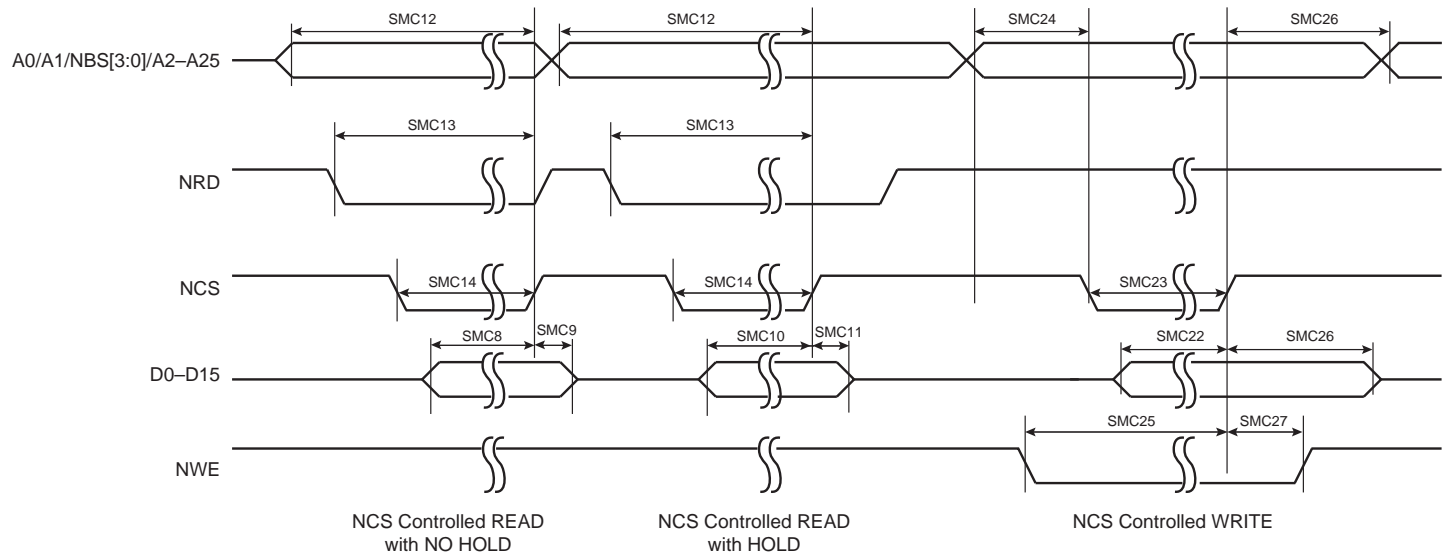 SMC12
SMC12
SMC24
SMC26
A0/A1/NBS[3:0]/A2–A25
SMC13
SMC13
NRD
NCS
SMC14
SMC14
SMC23
SMC8
SMC9
SMC10
SMC11
SMC22
SMC26
D0–D15
SMC25
SMC27
NWE
NCS Controlled READ
with NO HOLD
NCS Controlled READ
with HOLD
NCS Controlled WRITE